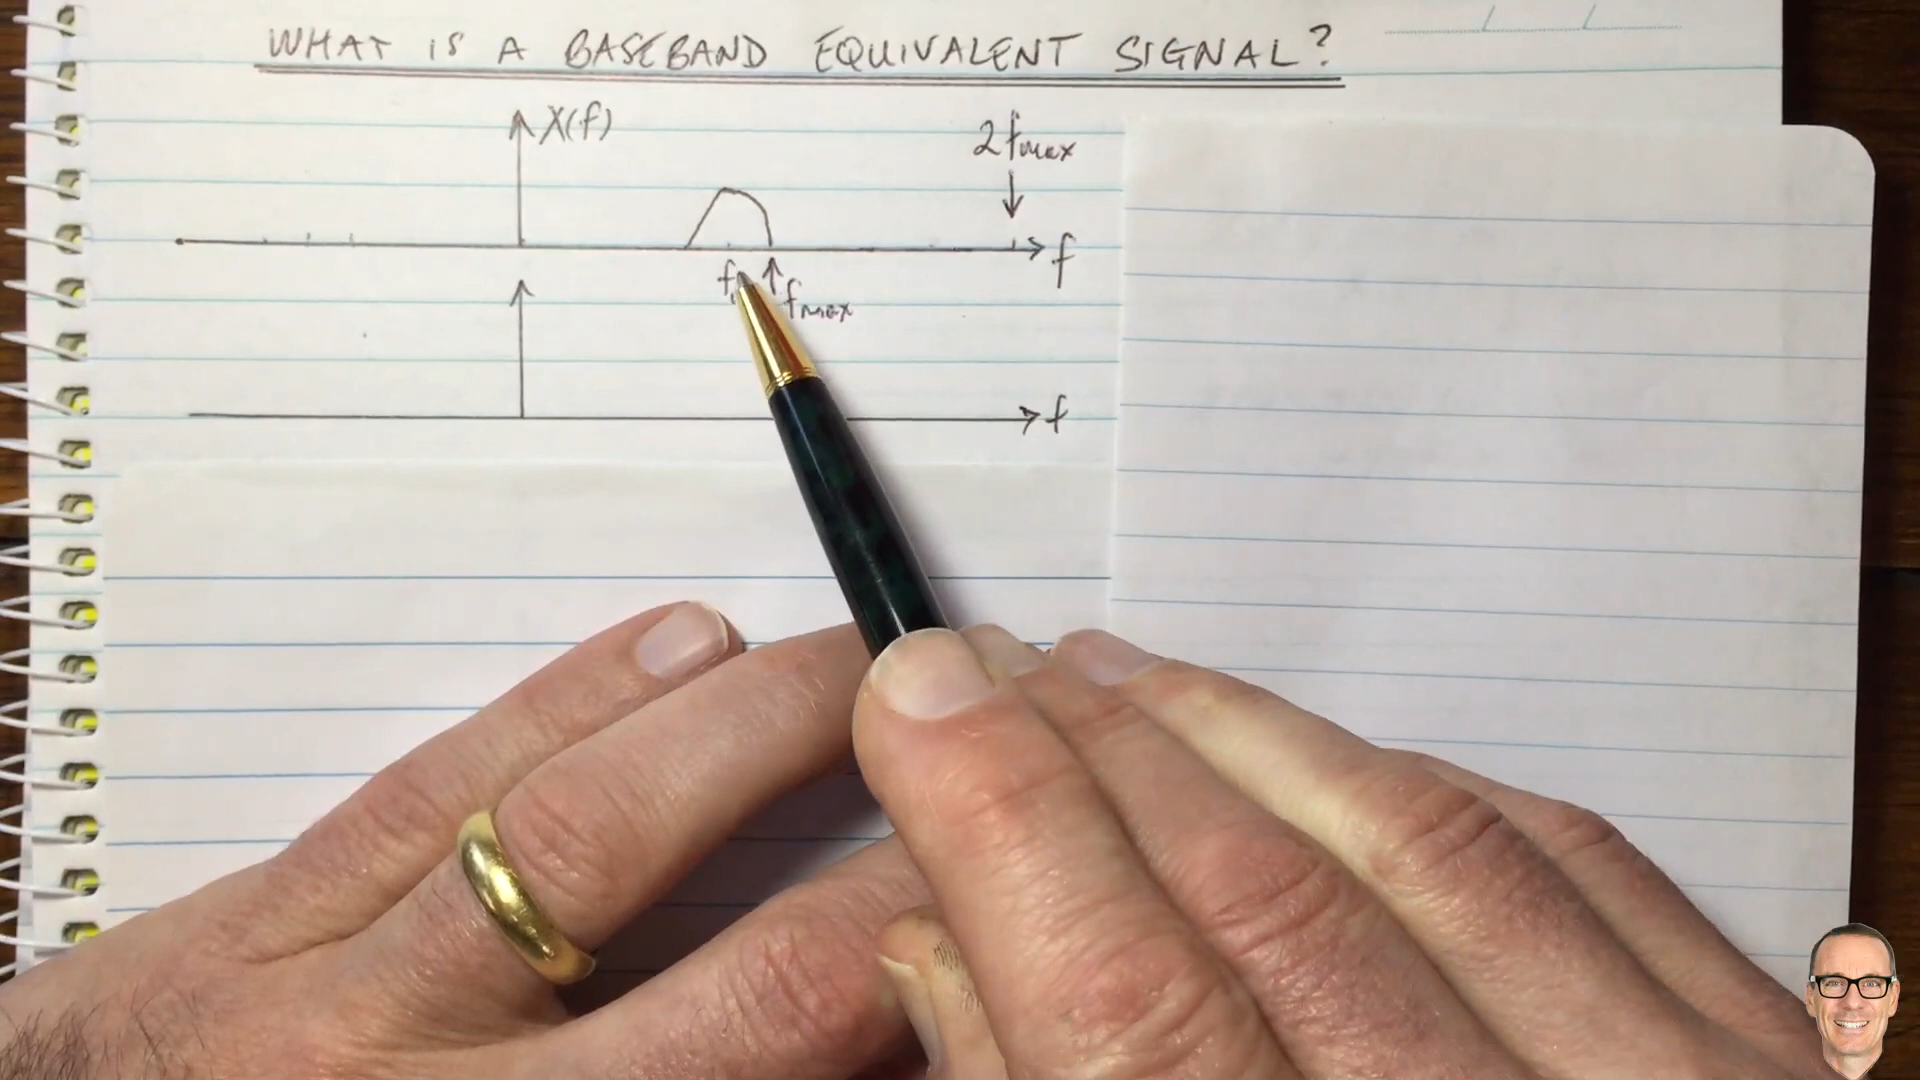 WHAT IS A BASEBAND EQUIVALENT SIGNAL?
X(f)
2fmax
f
fmax
f